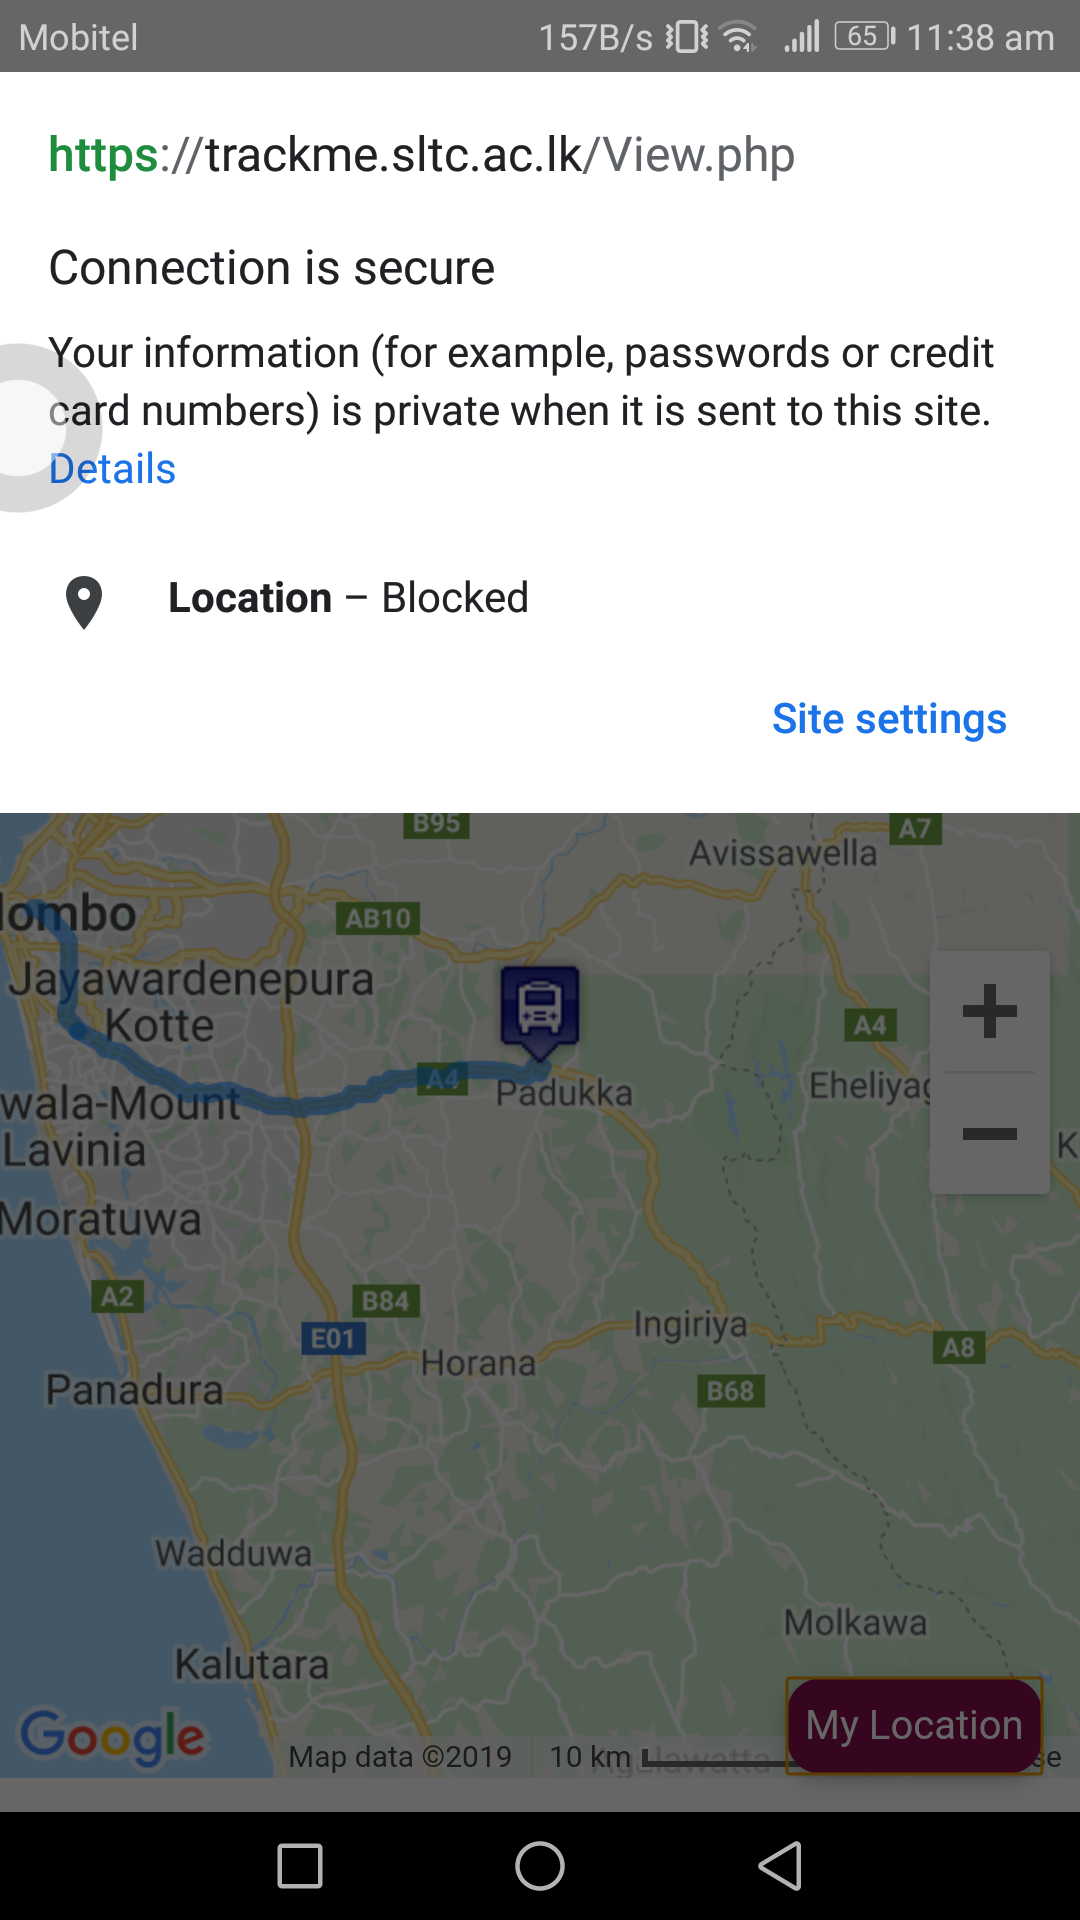 Mobitel 157B/s 65 11:38 am
https://trackme.sltc.ac.lk/View.php
Connection is secure
Your information (for example, passwords or credit
card numbers) is private when it is sent to this site.
Details
Location – Blocked
Site settings
B95
A7
Avissawella
lombo
AB10
Jayawardenepura
Kotte
A4
A4
Padukka
Eheliyag
wala-Mount
Lavinia
K
Moratuwa
A2
B84
E01
Ingiriya
A8
Horana
Panadura
B68
Wadduwa
Molkawa
Kalutara
My Location
Google
Map data ©2019 10 km